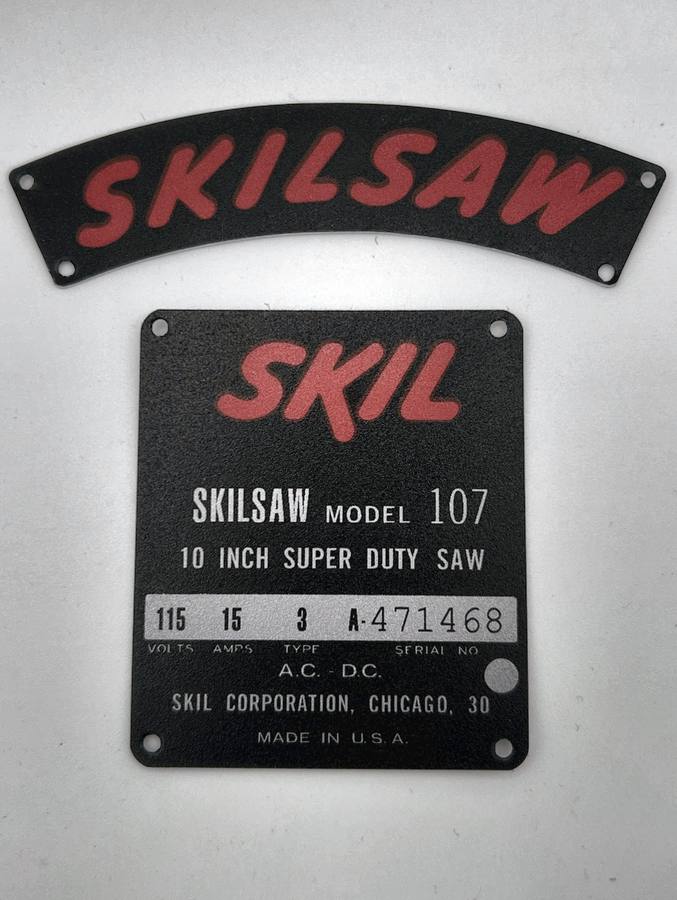 SKILSAW
SKIL
SKILSAW MODEL 107
10 INCH SUPER DUTY SAW
115 15 3 A-471468
VOLTS AMPS TYPE SERIAL NO
A.C. - D.C.
SKIL CORPORATION, CHICAGO, 30
MADE IN U.S.A.